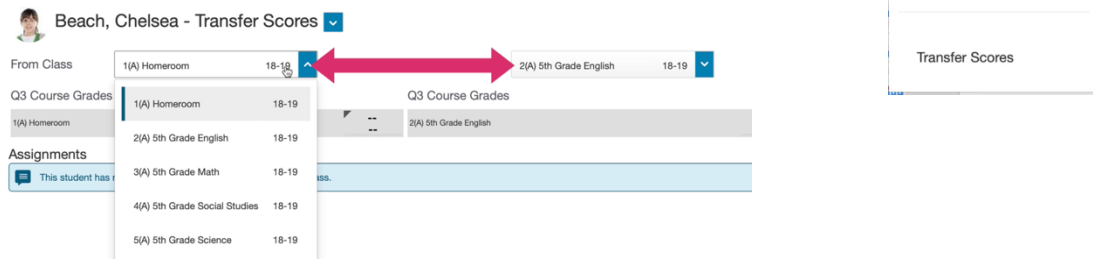 Beach, Chelsea - Transfer Scores
From Class 1(A) Homeroom 18-19 2(A) 5th Grade English 18-19
Q3 Course Grades Q3 Course Grades
1(A) Homeroom -- 2(A) 5th Grade English
--
Assignments
This student has
1(A) Homeroom 18-19
2(A) 5th Grade English 18-19
3(A) 5th Grade Math 18-19
4(A) 5th Grade Social Studies 18-19
5(A) 5th Grade Science 18-19
Transfer Scores